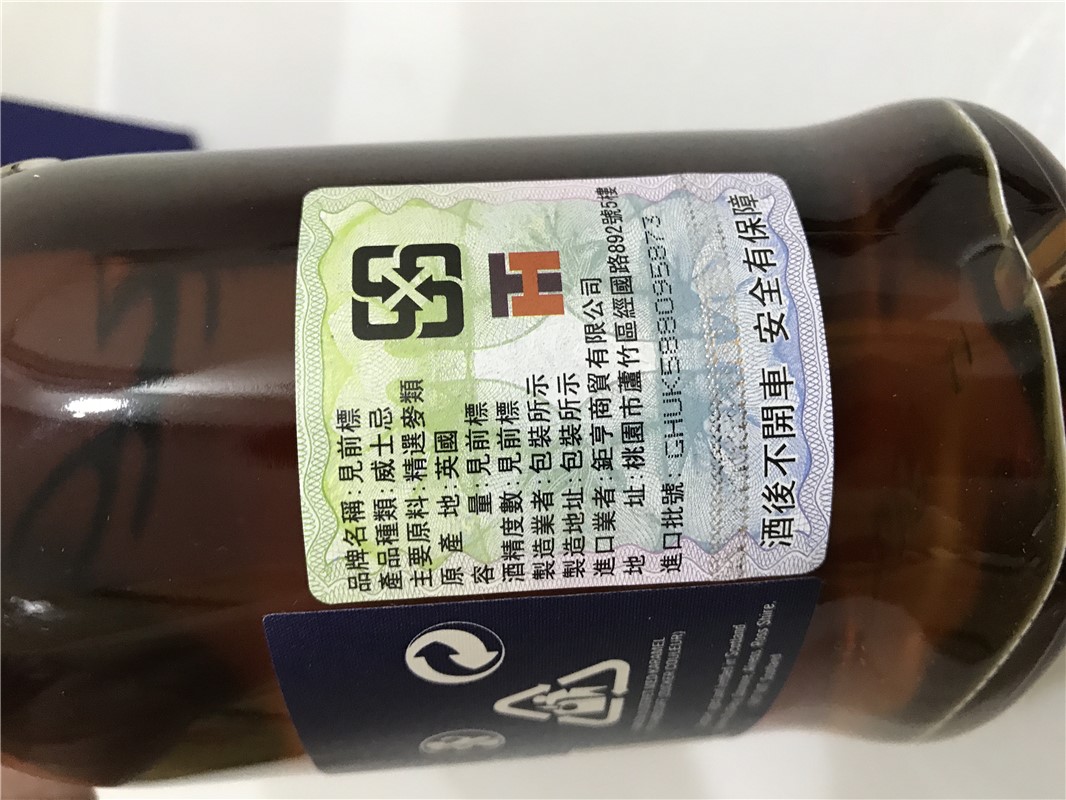 品牌名稱:見前標
產品種類:威士忌
主要原料:精選麥類
原產地:英國
容量:見前標
酒精度數:見前標
製造業者:包裝所示
製造地址:包裝所示
進口業者:鉅亨商貿有限公司
地址:桃園市蘆竹區經國路892號5樓
進口批號:CHUK588095873
酒後不開車 安全有保障
TH